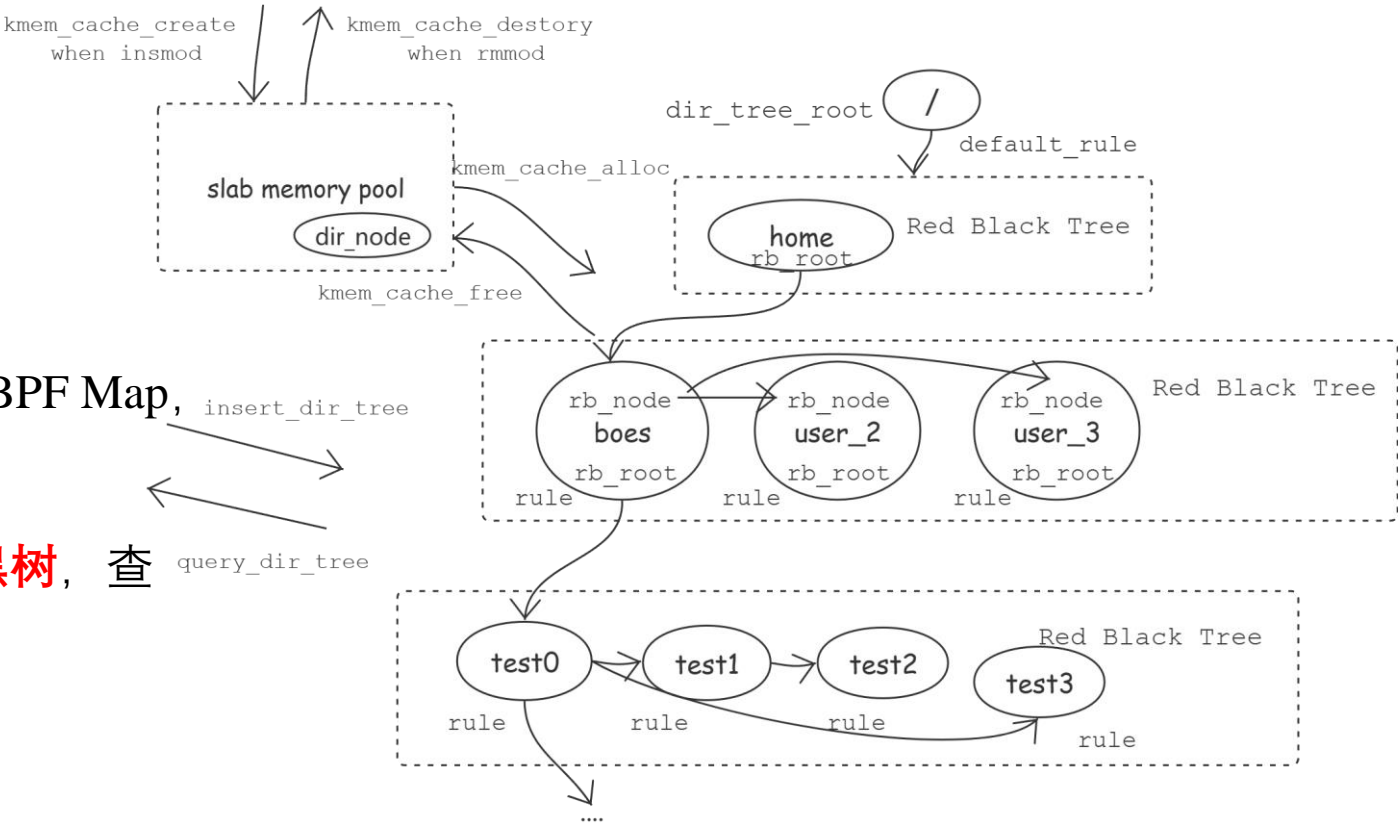 kmem_cache_create
when insmod
kmem_cache_destory
when rmmod
dir_tree_root
/
default_rule
slab memory pool
dir_node
kmem_cache_alloc
kmem_cache_free
home
rb_root
Red Black Tree
BPF Map,
insert_dir_tree
rb_node
boes
rb_root
rule
rb_node
user_2
rb_root
rule
rb_node
user_3
rb_root
rule
Red Black Tree
黑树，查
query_dir_tree
Red Black Tree
test0
test1
test2
test3
rule
rule
rule
rule
....